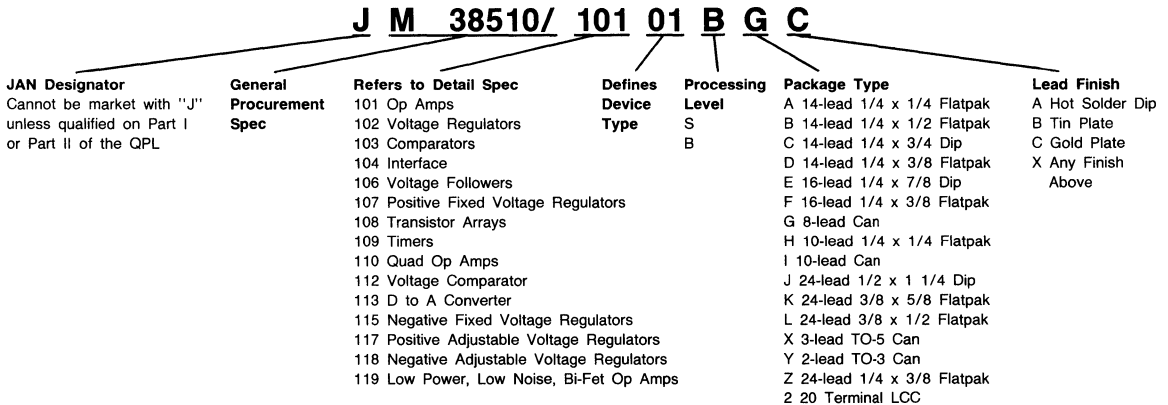 J M 38510/ 101 01 B G C
JAN Designator
Cannot be market with "J"
unless qualified on Part I
or Part II of the QPL
General
Procurement
Spec
Refers to Detail Spec
101 Op Amps
102 Voltage Regulators
103 Comparators
104 Interface
106 Voltage Followers
107 Positive Fixed Voltage Regulators
108 Transistor Arrays
109 Timers
110 Quad Op Amps
112 Voltage Comparator
113 D to A Converter
115 Negative Fixed Voltage Regulators
117 Positive Adjustable Voltage Regulators
118 Negative Adjustable Voltage Regulators
119 Low Power, Low Noise, Bi-Fet Op Amps
Defines
Device
Type
Processing
Level
S
B
Package Type
A 14-lead 1/4 x 1/4 Flatpak
B 14-lead 1/4 x 1/2 Flatpak
C 14-lead 1/4 x 3/4 Dip
D 14-lead 1/4 x 3/8 Flatpak
E 16-lead 1/4 x 7/8 Dip
F 16-lead 1/4 x 3/8 Flatpak
G 8-lead Can
H 10-lead 1/4 x 1/4 Flatpak
I 10-lead Can
J 24-lead 1/2 x 1 1/4 Dip
K 24-lead 3/8 x 5/8 Flatpak
L 24-lead 3/8 x 1/2 Flatpak
X 3-lead TO-5 Can
Y 2-lead TO-3 Can
Z 24-lead 1/4 x 3/8 Flatpak
2 20 Terminal LCC
Lead Finish
A Hot Solder Dip
B Tin Plate
C Gold Plate
X Any Finish
Above